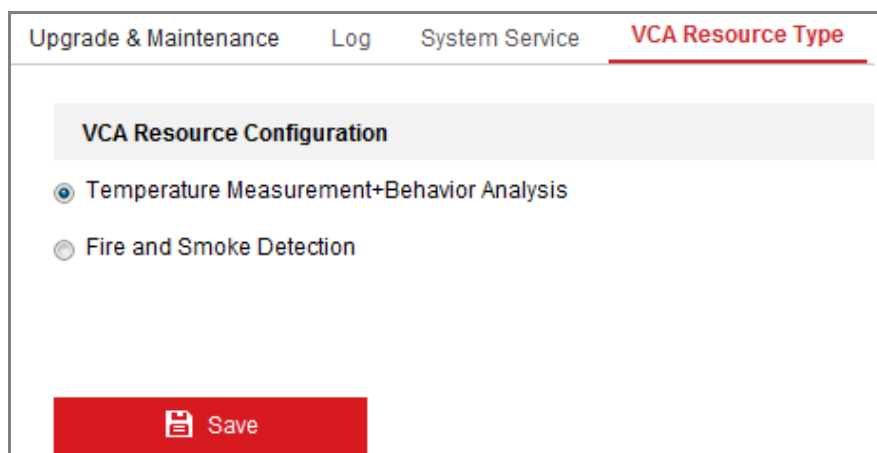 Upgrade & Maintenance Log System Service VCA Resource Type
VCA Resource Configuration
Temperature Measurement+Behavior Analysis
Fire and Smoke Detection
Save